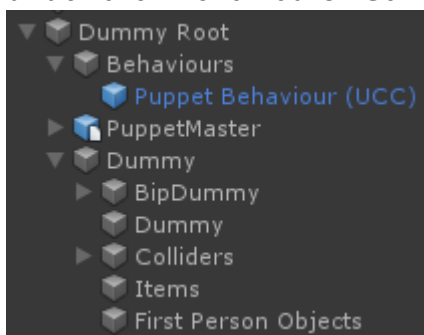 Dummy Root
Behaviours
Puppet Behaviour (UCC)
PuppetMaster
Dummy
BipDummy
Dummy
Colliders
Items
First Person Objects